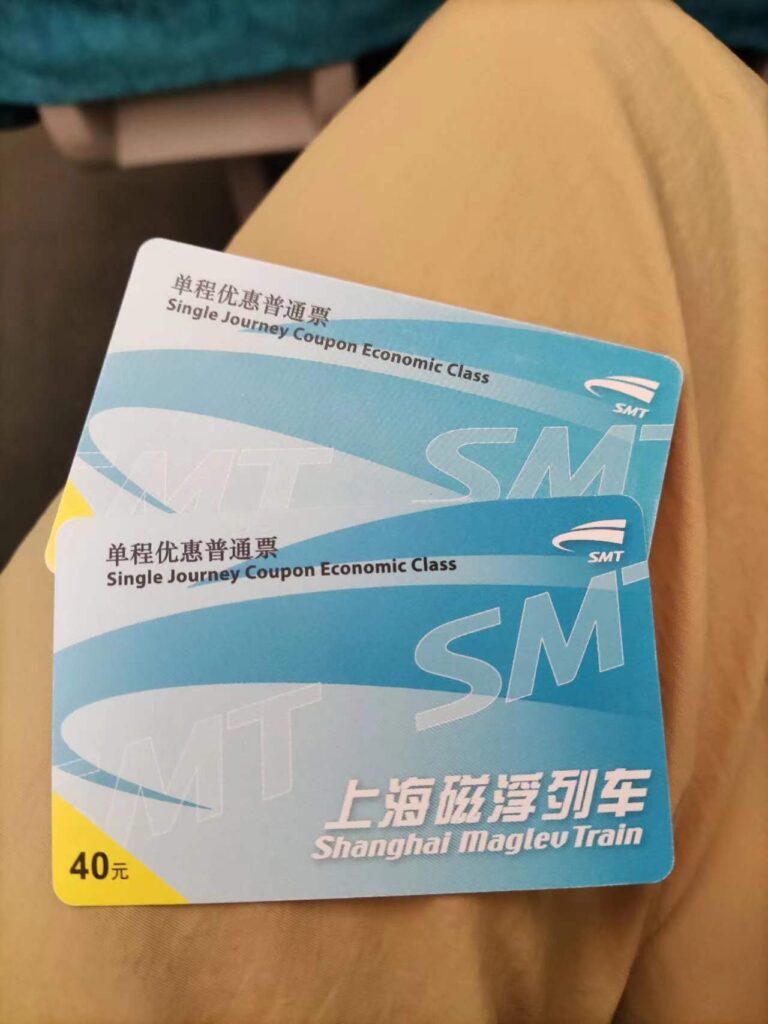 单程优惠普通票
Single Journey Coupon Economic Class
SMT
SMT
MT
单程优惠普通票
Single Journey Coupon Economic Class
SMT
SMT
MT
上海磁浮列车
Shanghai Maglev Train
40元